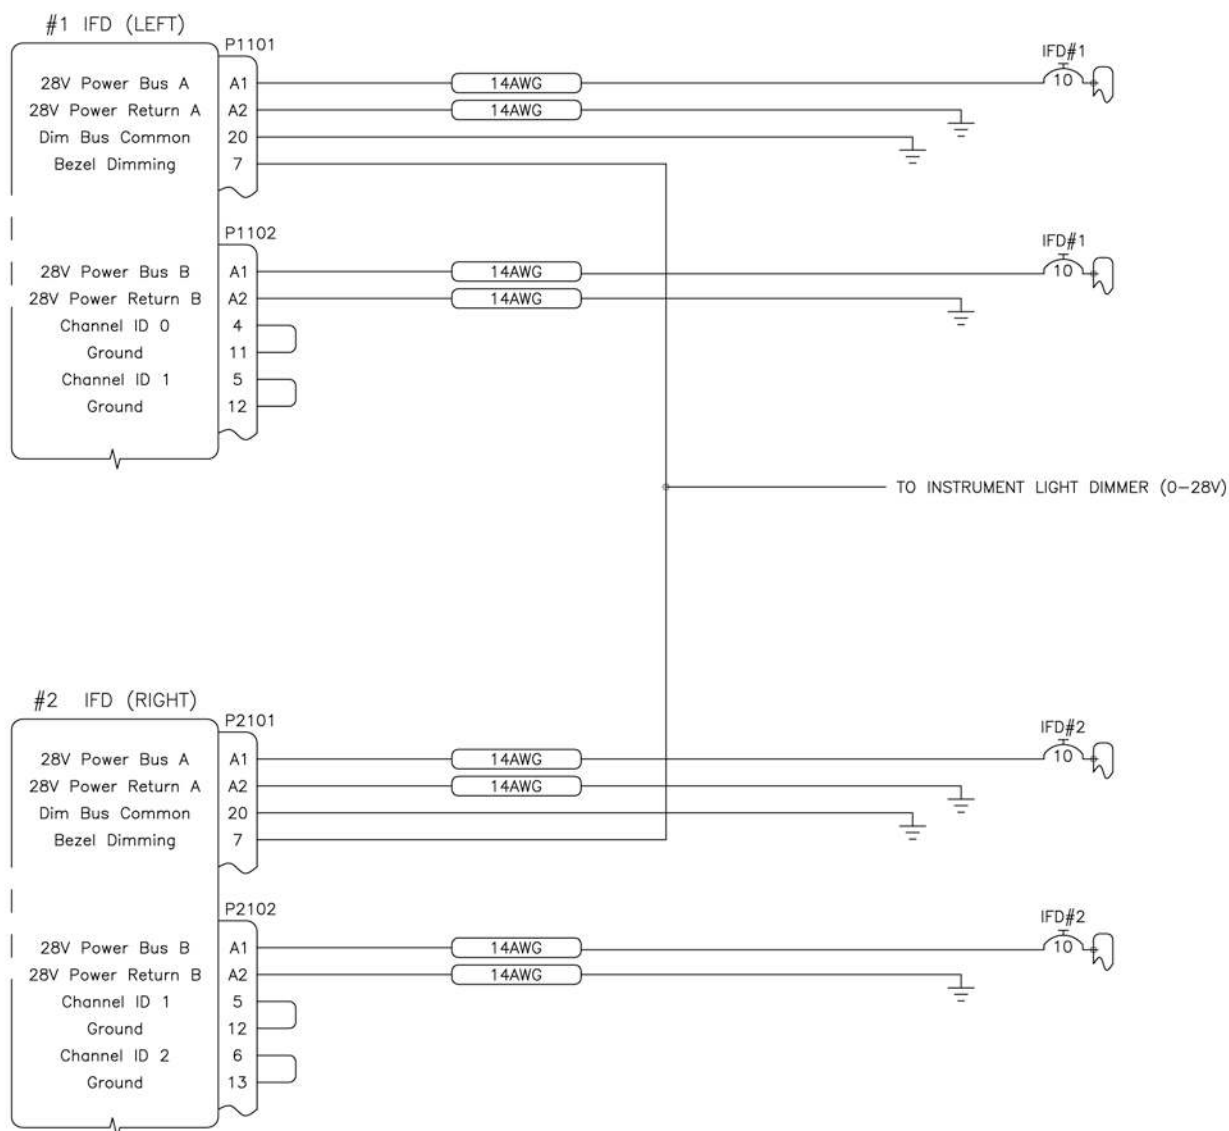 #1 IFD (LEFT)
P1101
IFD#1
28V Power Bus A A1 14AWG 10
28V Power Return A A2 14AWG
Dim Bus Common 20
Bezel Dimming 7
P1102
IFD#1
28V Power Bus B A1 14AWG 10
28V Power Return B A2 14AWG
Channel ID 0 4
Ground 11
Channel ID 1 5
Ground 12
TO INSTRUMENT LIGHT DIMMER (0-28V)
#2 IFD (RIGHT)
P2101
IFD#2
28V Power Bus A A1 14AWG 10
28V Power Return A A2 14AWG
Dim Bus Common 20
Bezel Dimming 7
P2102
IFD#2
28V Power Bus B A1 14AWG 10
28V Power Return B A2 14AWG
Channel ID 1 5
Ground 12
Channel ID 2 6
Ground 13